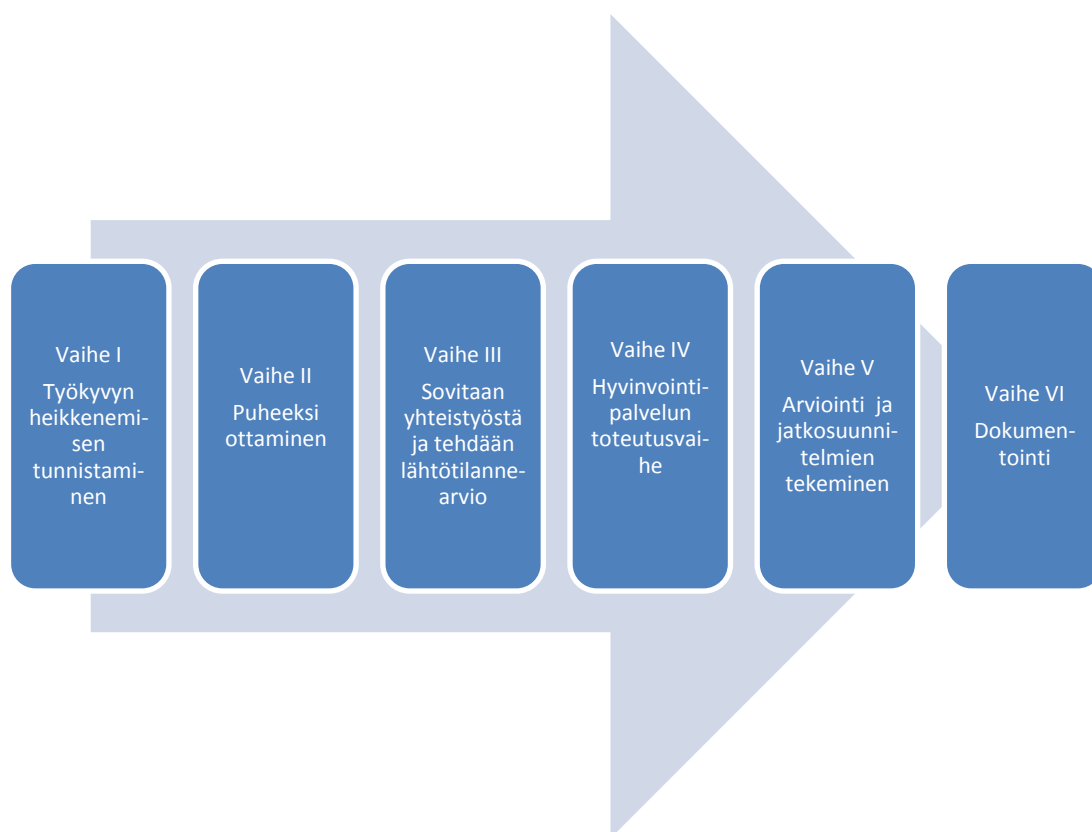 Vaihe I
Työkyvyn
heikkenemi-
sen
tunnistami-
nen
Vaihe II
Puheeksi
ottaminen
Vaihe III
Sovitaan
yhteistyöstä
ja tehdään
lähtötilanne-
arvio
Vaihe IV
Hyvinvointi-
palvelun
toteutusvai-
he
Vaihe V
Arviointi ja
jatkosuunni-
telmien
tekeminen
Vaihe VI
Dokumen-
tointi